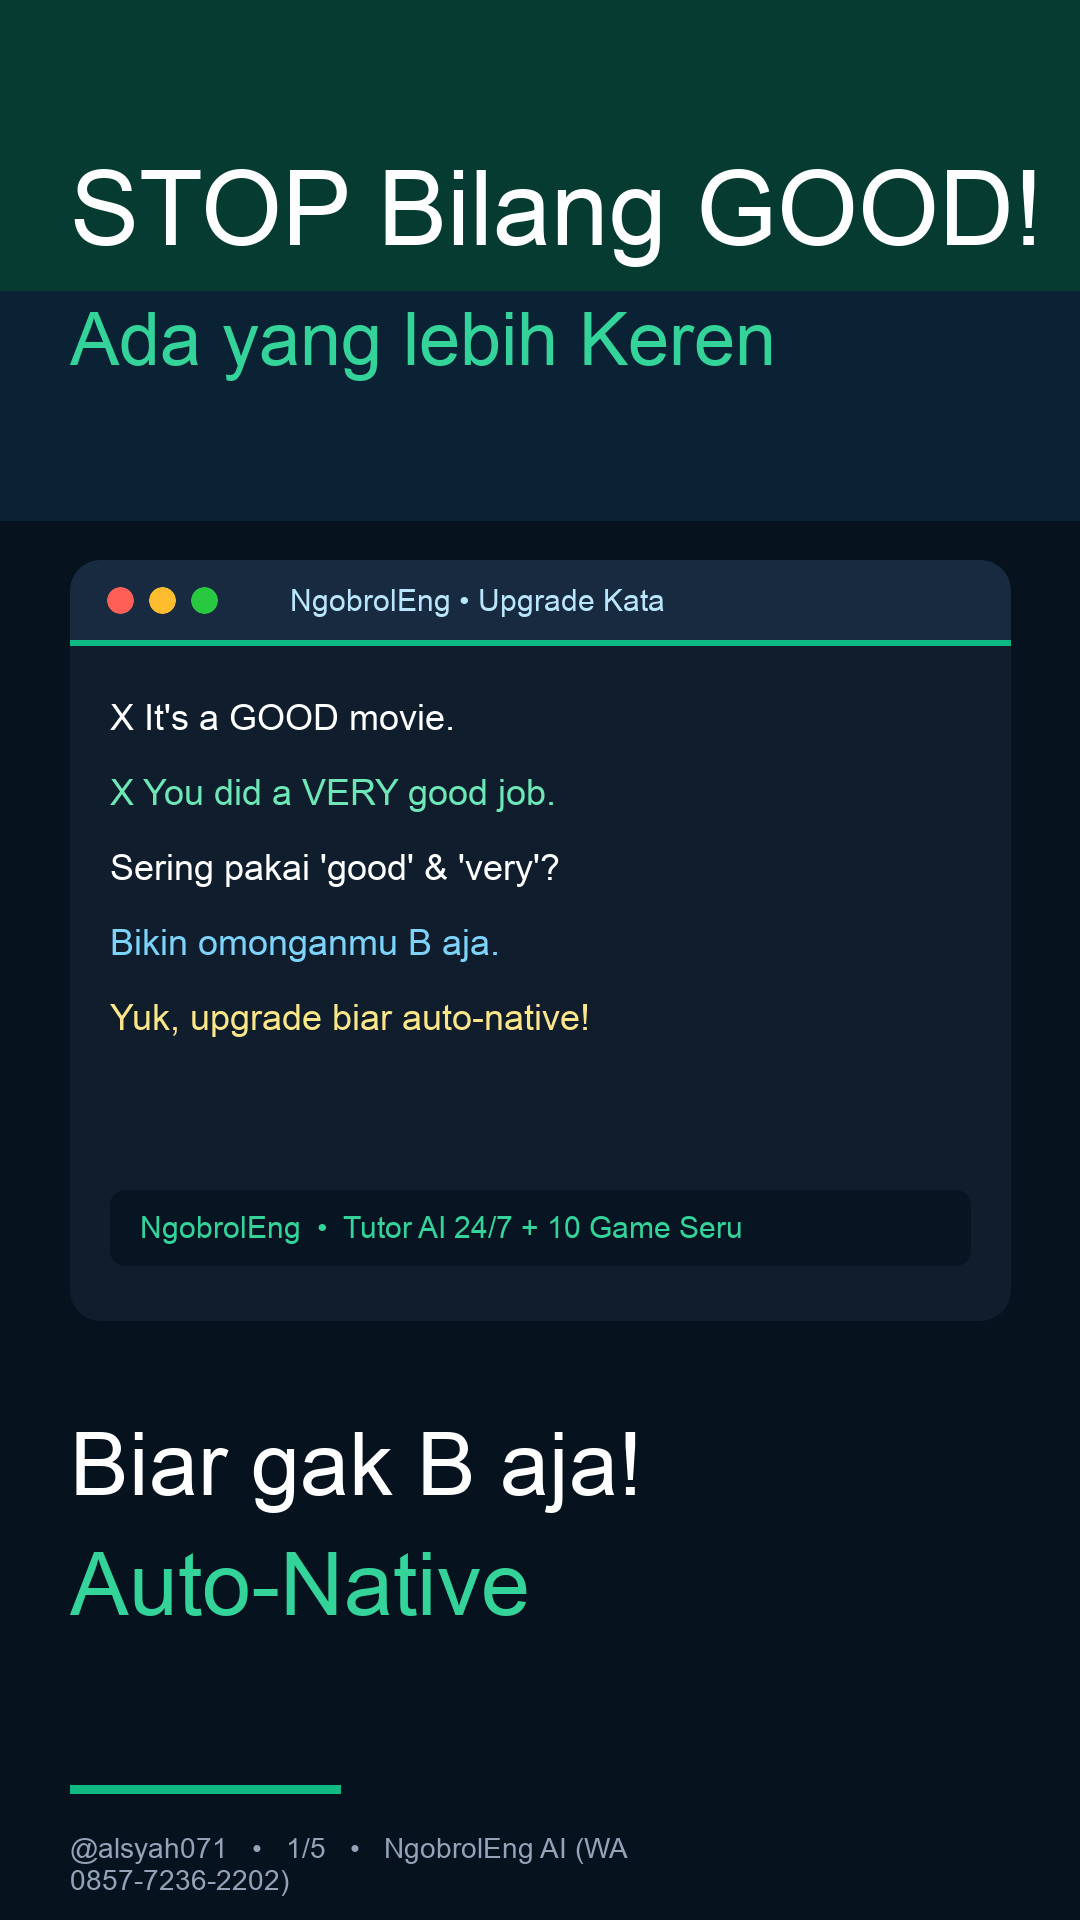 STOP Bilang GOOD!
Ada yang lebih Keren
NgobrolEng • Upgrade Kata
X It's a GOOD movie.
X You did a VERY good job.
Sering pakai 'good' & 'very'?
Bikin omonganmu B aja.
Yuk, upgrade biar auto-native!
NgobrolEng • Tutor AI 24/7 + 10 Game Seru
Biar gak B aja!
Auto-Native
@alsyah071 • 1/5 • NgobrolEng AI (WA
0857-7236-2202)